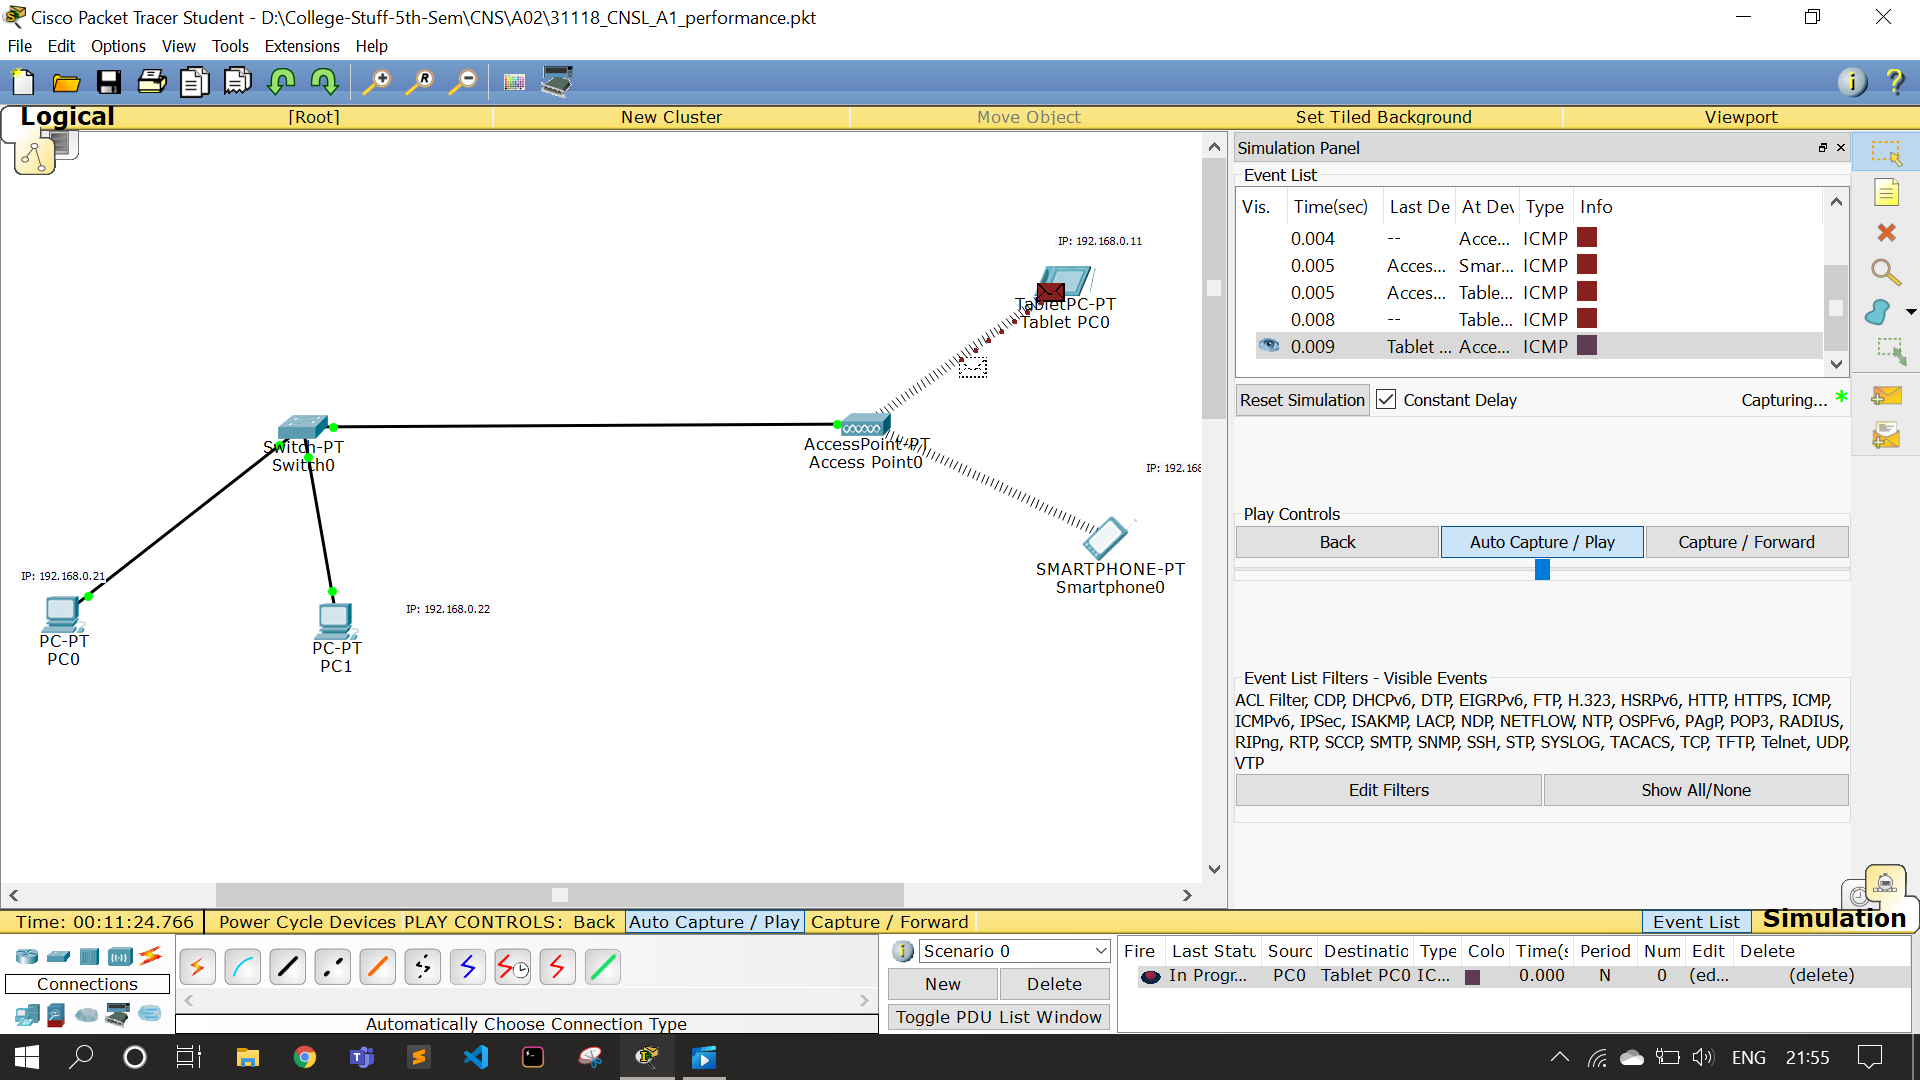 Cisco Packet Tracer Student - D:\College-Stuff-5th-Sem\CNS\A02\31118_CNSL_A1_performance.pkt
File Edit Options View Tools Extensions Help
Logical [Root] New Cluster Move Object Set Tiled Background Viewport
Simulation Panel
Event List
Vis. Time(sec) Last De At Dev Type Info
0.004 -- Acce... ICMP
0.005 Acces... Smar... ICMP
0.005 Acces... Table... ICMP
0.008 -- Table... ICMP
0.009 Tablet ... Acce... ICMP
Reset Simulation Constant Delay Capturing... *
Play Controls
Back Auto Capture / Play Capture / Forward
Event List Filters - Visible Events
ACL Filter, CDP, DHCPv6, DTP, EIGRPv6, FTP, H.323, HSRPv6, HTTP, HTTPS, ICMP,
ICMPv6, IPSec, ISAKMP, LACP, NDP, NETFLOW, NTP, OSPFv6, PAgP, POP3, RADIUS,
RIPng, RTP, SCCP, SMTP, SNMP, SSH, STP, SYSLOG, TACACS, TCP, TFTP, Telnet, UDP,
VTP
Edit Filters Show All/None
IP: 192.168.0.11
TabletPC-PT
Tablet PC0
Switch-PT
Switch0
AccessPoint-PT
Access Point0
IP: 192.168
SMARTPHONE-PT
Smartphone0
IP: 192.168.0.21
PC-PT
PC0
IP: 192.168.0.22
PC-PT
PC1
Time: 00:11:24.766 Power Cycle Devices PLAY CONTROLS: Back Auto Capture / Play Capture / Forward Event List Simulation
Connections
Automatically Choose Connection Type
Scenario 0
New Delete
Toggle PDU List Window
Fire Last Statu Sourc Destinatio Type Colo Time(s Period Num Edit Delete
In Progr... PC0 Tablet PC0 IC... 0.000 N 0 (ed... (delete)
ENG 21:55